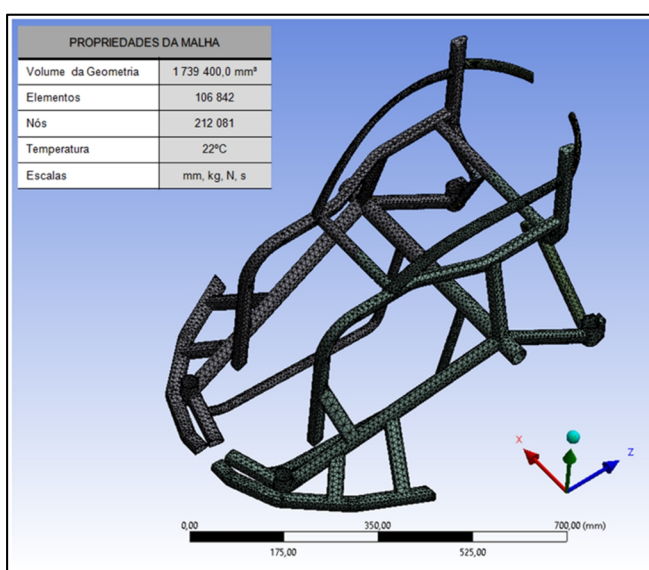 PROPRIEDADES DA MALHA
Volume da Geometria 1 739 400,0 mm³
Elementos 106 842
Nós 212 081
Temperatura 22ºC
Escalas mm, kg, N, s
X Z
0,00 350,00 700,00 (mm)
175,00 525,00